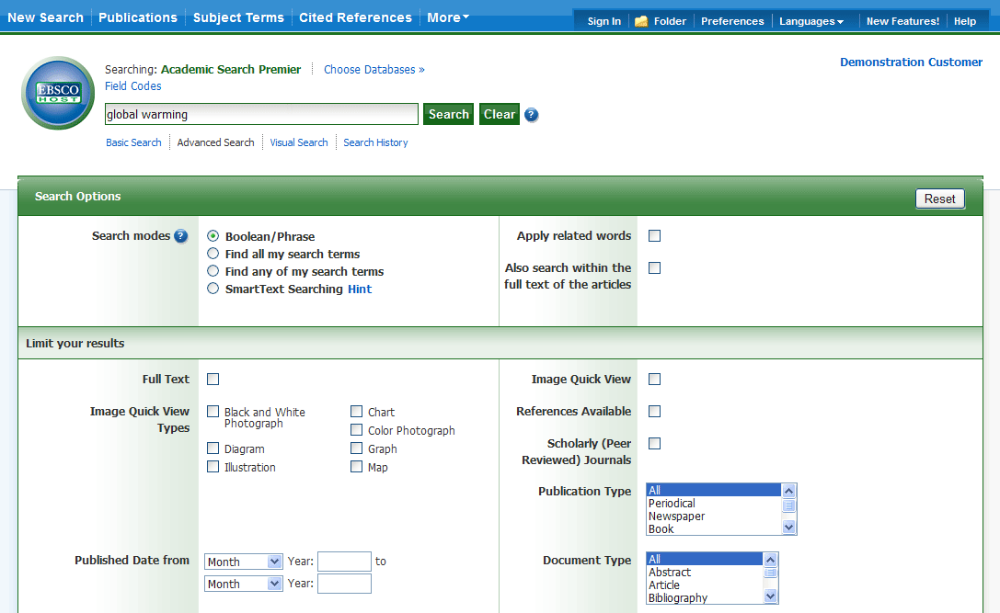 New Search Publications Subject Terms Cited References More
Sign In Folder Preferences Languages New Features! Help
Searching: Academic Search Premier Choose Databases »
Demonstration Customer
Field Codes
EBSCO
HOST
global warming Search Clear ?
Basic Search Advanced Search Visual Search Search History
Search Options Reset
Search modes ?
Boolean/Phrase
Find all my search terms
Find any of my search terms
SmartText Searching Hint
Apply related words
Also search within the
full text of the articles
Limit your results
Full Text
Image Quick View
Types
Black and White
Photograph
Chart
Color Photograph
Diagram
Graph
Illustration
Map
Published Date from
Month Year: to
Month Year:
Image Quick View
References Available
Scholarly (Peer
Reviewed) Journals
Publication Type
All
Periodical
Newspaper
Book
Document Type
All
Abstract
Article
Bibliography